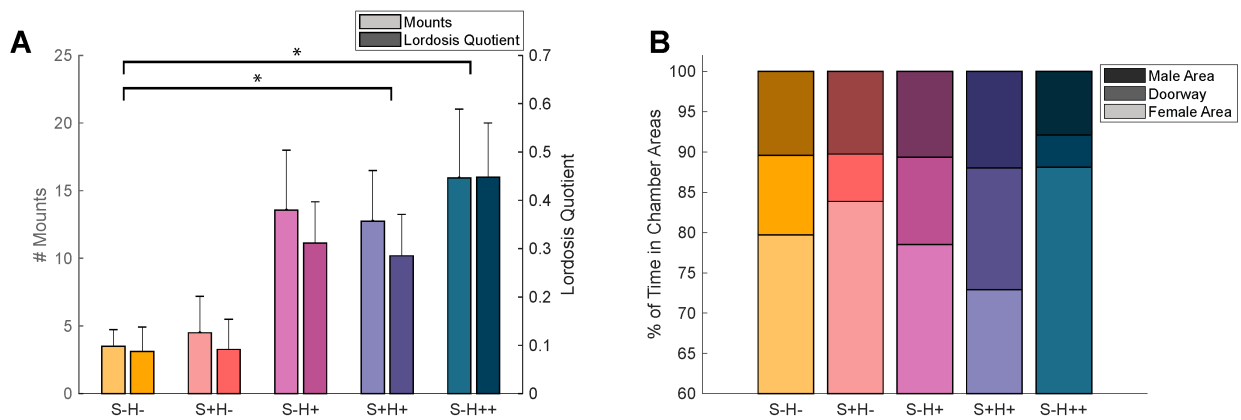 A
Mounts
Lordosis Quotient
*
*
25
20
15
10
5
0
# Mounts
0.7
0.6
0.5
0.4
0.3
0.2
0.1
0
Lordosis Quotient
S-H- S+H- S-H+ S+H+ S-H++
B
Male Area
Doorway
Female Area
100
95
90
85
80
75
70
65
60
% of Time in Chamber Areas
S-H- S+H- S-H+ S+H+ S-H++